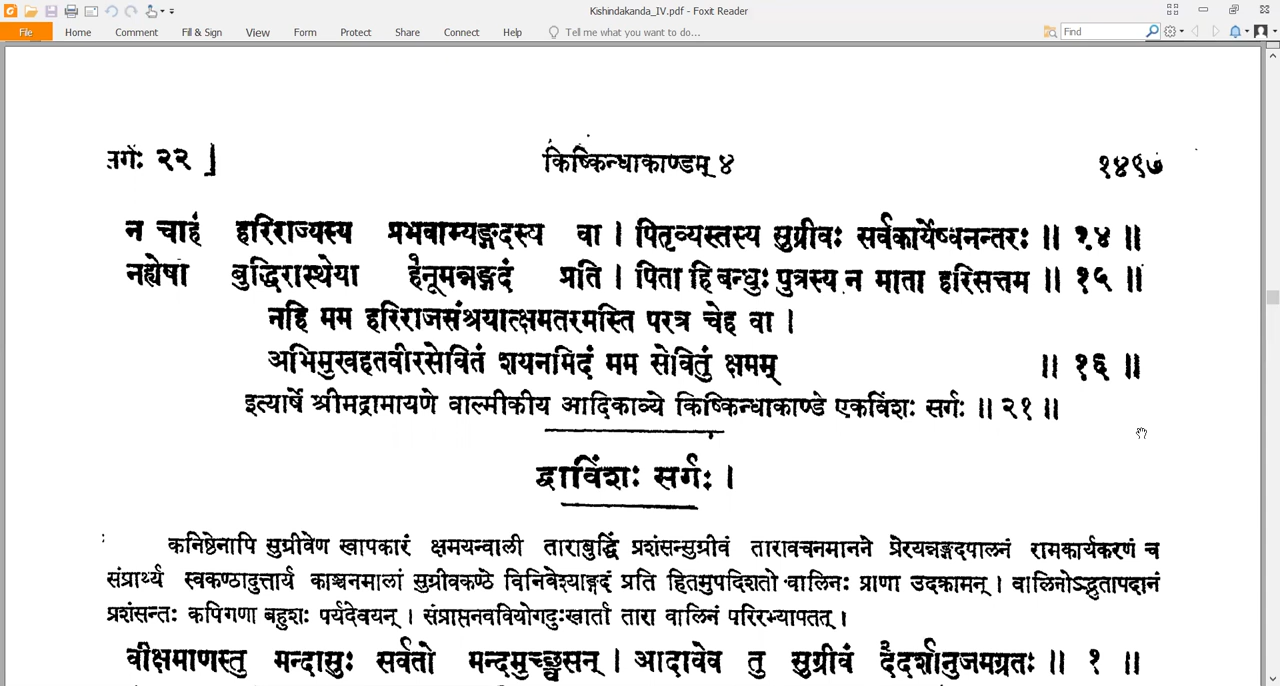 Kishindakanda_IV.pdf - Foxit Reader
File Home Comment Fill & Sign View Form Protect Share Connect Help Tell me what you want to do... Find
सर्गः २२ ] किष्किन्धाकाण्डम् ४ १४९७
न चाहं हरिराज्यस्य प्रभवाम्यङ्गदस्य वा । पितृव्यस्तस्य सुग्रीवः सर्वकार्येष्वनन्तरः ॥ १४ ॥
नह्येषा बुद्धिरास्थेया हनूमन्नङ्गदं प्रति । पिता हि बन्धुः पुत्रस्य न माता हरिसत्तम ॥ १५ ॥
नहि मम हरिराजसंश्रयात्क्षमतरमस्ति परत्र चेह वा ।
अभिमुखहतवीरसेवितं शयनमिदं मम सेवितुं क्षमम् ॥ १६ ॥
इत्यार्षे श्रीमद्रामायणे वाल्मीकीय आदिकाव्ये किष्किन्धाकाण्डे एकविंशः सर्गः ॥ २१ ॥
द्वाविंशः सर्गः ।
कनिष्ठेनापि सुग्रीवेण स्वापकारं क्षमयन्वाली ताराबुद्धिं प्रशंसन्सुग्रीवं तारावचनमानने प्रेरयन्नङ्गदपालनं रामकार्यकरणं च
संप्रार्थ्य स्वकण्ठादुत्तार्य काञ्चनमालां सुग्रीवकण्ठे विनिवेश्याङ्गदं प्रति हितमुपदिशतो वालिनः प्राणा उदक्रामन् । वालिनोऽद्भुतापदानं
प्रशंसन्तः कपिगणा बहुशः पर्यदेवयन् । संप्राप्तनववियोगदुःखार्ता तारा वालिनं परिरभ्यापतत् ।
वीक्षमाणस्तु मन्दासुः सर्वतो मन्दमुच्छ्वसन् । आदावेव तु सुग्रीवं ददर्शानुजमग्रतः ॥ १ ॥